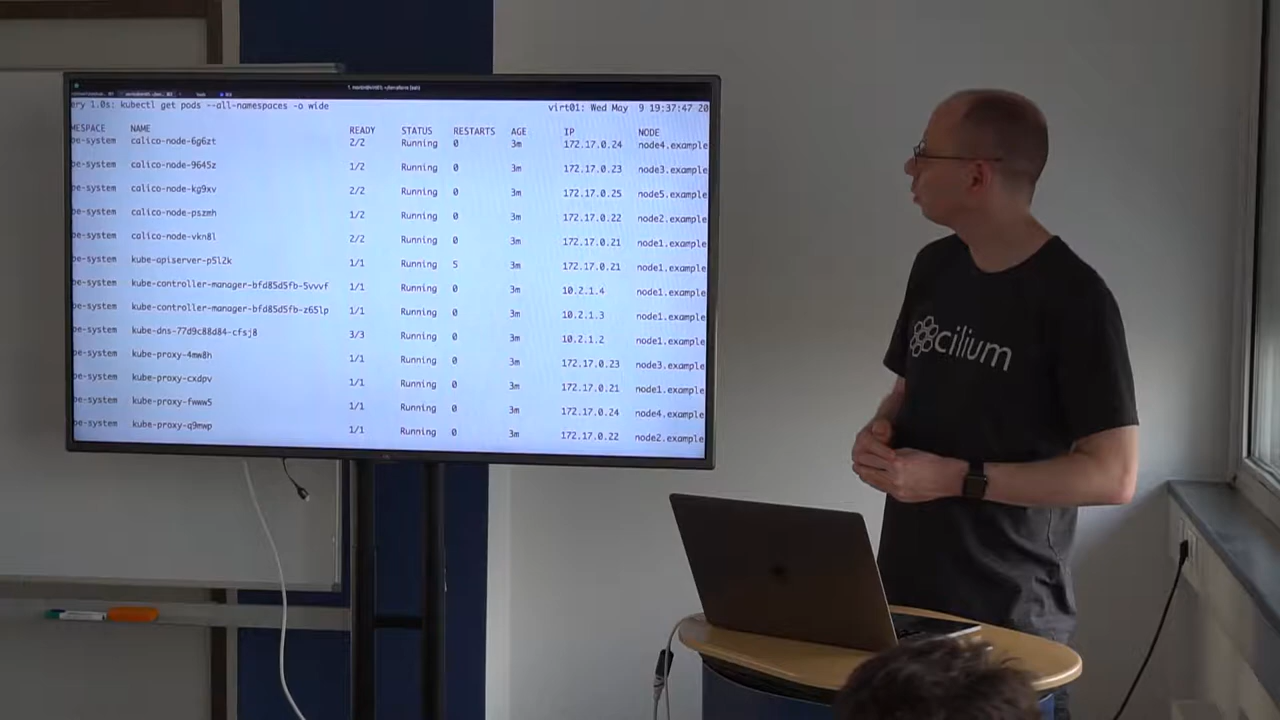 ery 1.0s: kubectl get pods --all-namespaces -o wide virt01: Wed May 9 19:37:47 20
MESPACE NAME READY STATUS RESTARTS AGE IP NODE
be-system calico-node-6g6zt 2/2 Running 0 3m 172.17.0.24 node4.example
be-system calico-node-9645z 1/2 Running 0 3m 172.17.0.23 node3.example
be-system calico-node-kg9xv 2/2 Running 0 3m 172.17.0.25 node5.example
be-system calico-node-pszmh 1/2 Running 0 3m 172.17.0.22 node2.example
be-system calico-node-vkn8l 2/2 Running 0 3m 172.17.0.21 node1.example
be-system kube-apiserver-p5l2k 1/1 Running 5 3m 172.17.0.21 node1.example
be-system kube-controller-manager-bfd85d5fb-5vvvf 1/1 Running 0 3m 10.2.1.4 node1.example
be-system kube-controller-manager-bfd85d5fb-z65lp 1/1 Running 0 3m 10.2.1.3 node1.example
be-system kube-dns-77d9c88d84-cfsj8 3/3 Running 0 3m 10.2.1.2 node1.example
be-system kube-proxy-4mw8h 1/1 Running 0 3m 172.17.0.23 node3.example
be-system kube-proxy-cxdpv 1/1 Running 0 3m 172.17.0.21 node1.example
be-system kube-proxy-fwww5 1/1 Running 0 3m 172.17.0.24 node4.example
be-system kube-proxy-q9mwp 1/1 Running 0 3m 172.17.0.22 node2.example
cilium